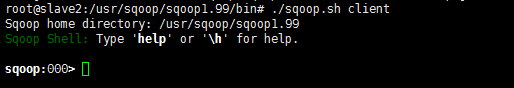 root@slave2:/usr/sqoop/sqoop1.99/bin# ./sqoop.sh client
Sqoop home directory: /usr/sqoop/sqoop1.99
Sqoop Shell: Type 'help' or '\h' for help.
sqoop:000>